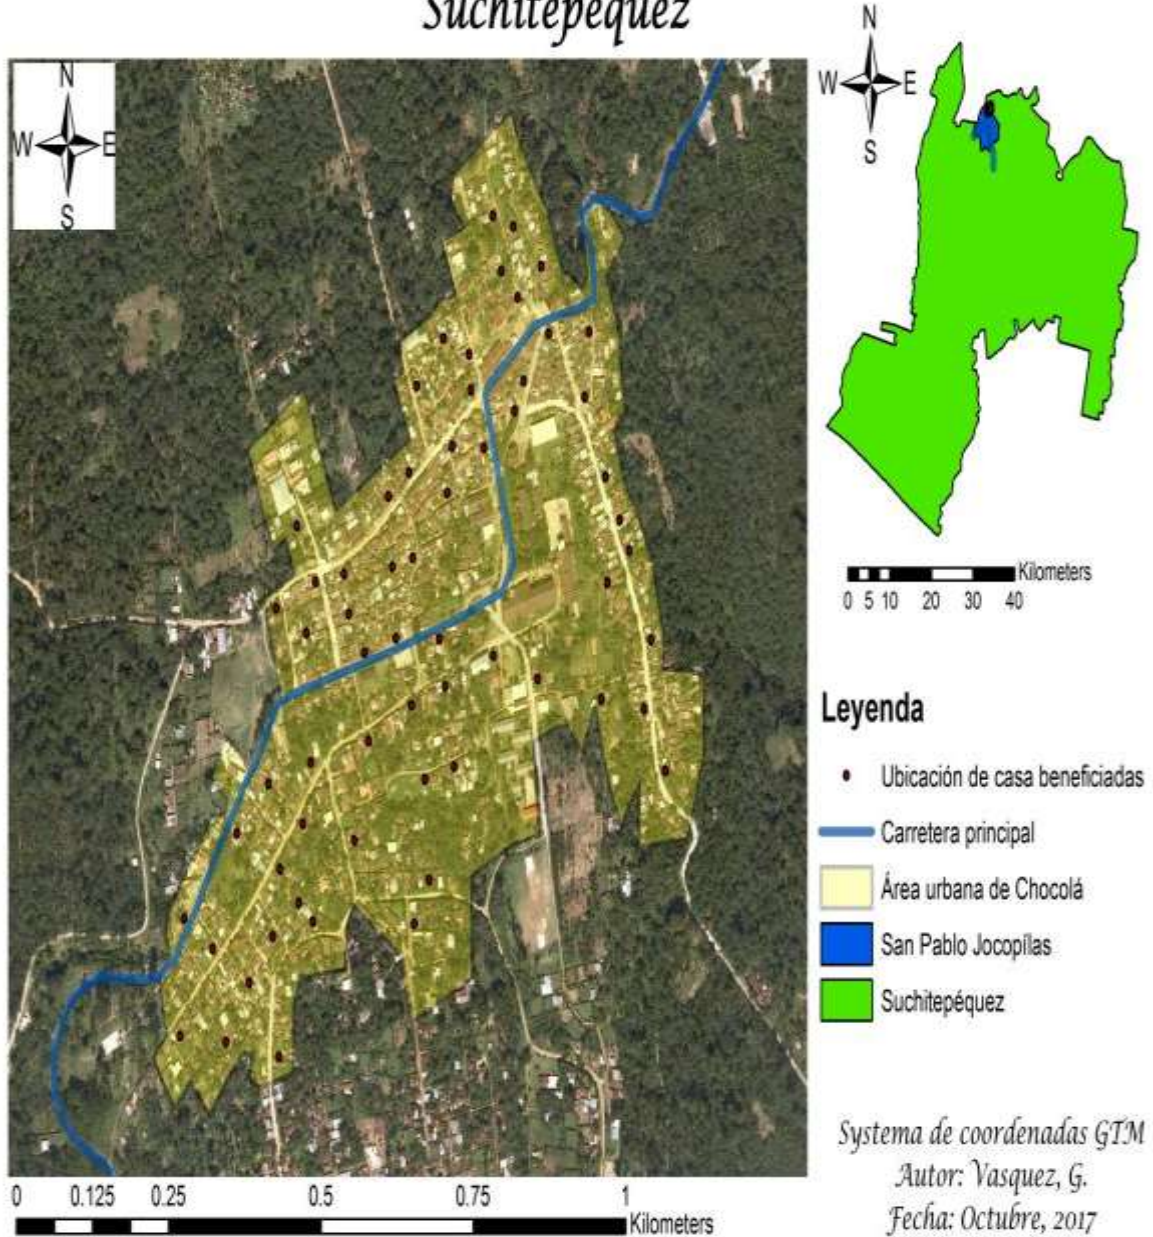 Suchitepéquez
N
W E
S
N
W E
S
Kilometers
0 5 10 20 30 40
Leyenda
Ubicación de casa beneficiadas
Carretera principal
Área urbana de Chocolá
San Pablo Jocopílas
Suchitepéquez
Systema de coordenadas GTM
Autor: Vasquez, G.
Fecha: Octubre, 2017
0 0.125 0.25 0.5 0.75 1
Kilometers